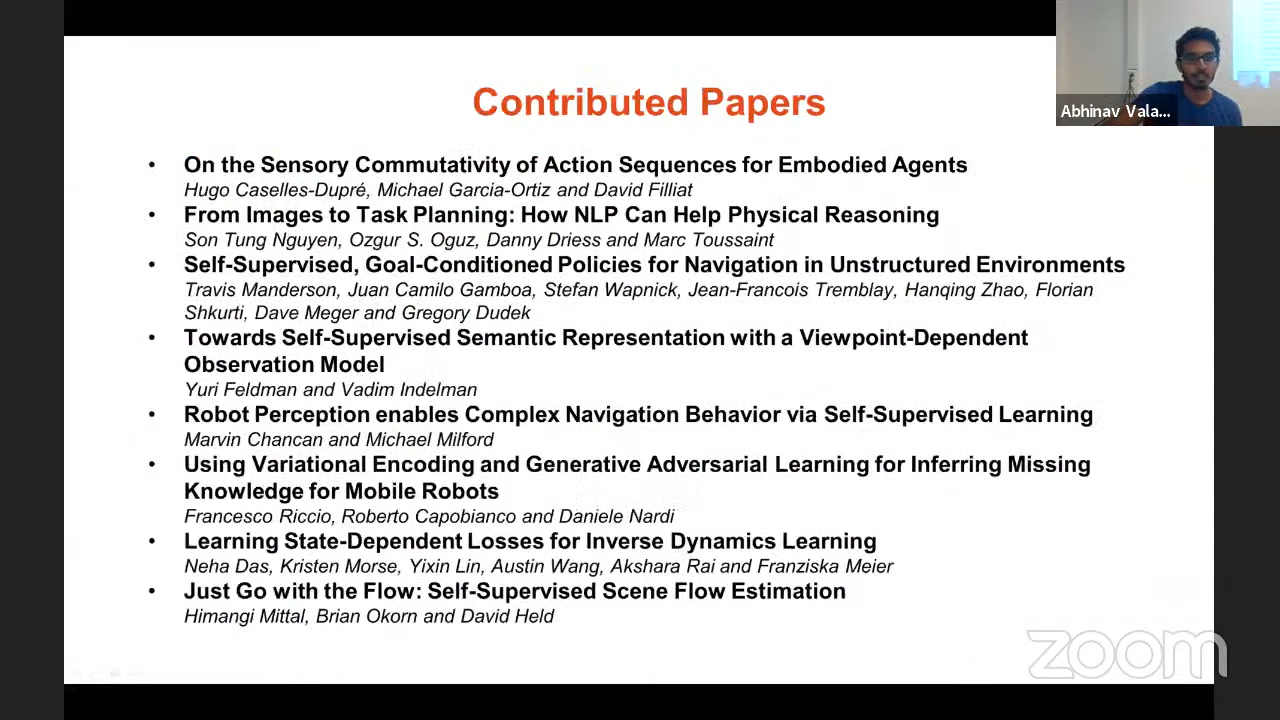 Contributed Papers
Abhinav Vala...
• On the Sensory Commutativity of Action Sequences for Embodied Agents
Hugo Caselles-Dupré, Michael Garcia-Ortiz and David Filliat
• From Images to Task Planning: How NLP Can Help Physical Reasoning
Son Tung Nguyen, Ozgur S. Oguz, Danny Driess and Marc Toussaint
• Self-Supervised, Goal-Conditioned Policies for Navigation in Unstructured Environments
Travis Manderson, Juan Camilo Gamboa, Stefan Wapnick, Jean-Francois Tremblay, Hanqing Zhao, Florian
Shkurti, Dave Meger and Gregory Dudek
• Towards Self-Supervised Semantic Representation with a Viewpoint-Dependent
Observation Model
Yuri Feldman and Vadim Indelman
• Robot Perception enables Complex Navigation Behavior via Self-Supervised Learning
Marvin Chancan and Michael Milford
• Using Variational Encoding and Generative Adversarial Learning for Inferring Missing
Knowledge for Mobile Robots
Francesco Riccio, Roberto Capobianco and Daniele Nardi
• Learning State-Dependent Losses for Inverse Dynamics Learning
Neha Das, Kristen Morse, Yixin Lin, Austin Wang, Akshara Rai and Franziska Meier
• Just Go with the Flow: Self-Supervised Scene Flow Estimation
Himangi Mittal, Brian Okorn and David Held
zoom